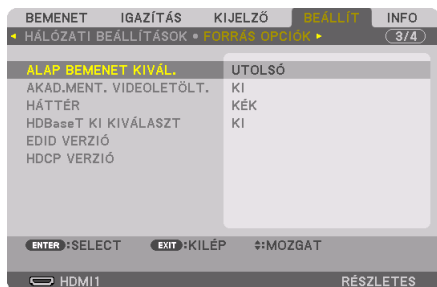 BEMENET IGAZÍTÁS KIJELZŐ BEÁLLÍT INFO
HÁLÓZATI BEÁLLÍTÁSOK • FORRÁS OPCIÓK 3/4
ALAP BEMENET KIVÁL. UTOLSÓ
AKAD.MENT. VIDEOLETÖLT. KI
HÁTTÉR KÉK
HDBaseT KI KIVÁLASZT KI
EDID VERZIÓ
HDCP VERZIÓ
ENTER :SELECT EXIT :KILÉP :MOZGAT
HDMI1 RÉSZLETES